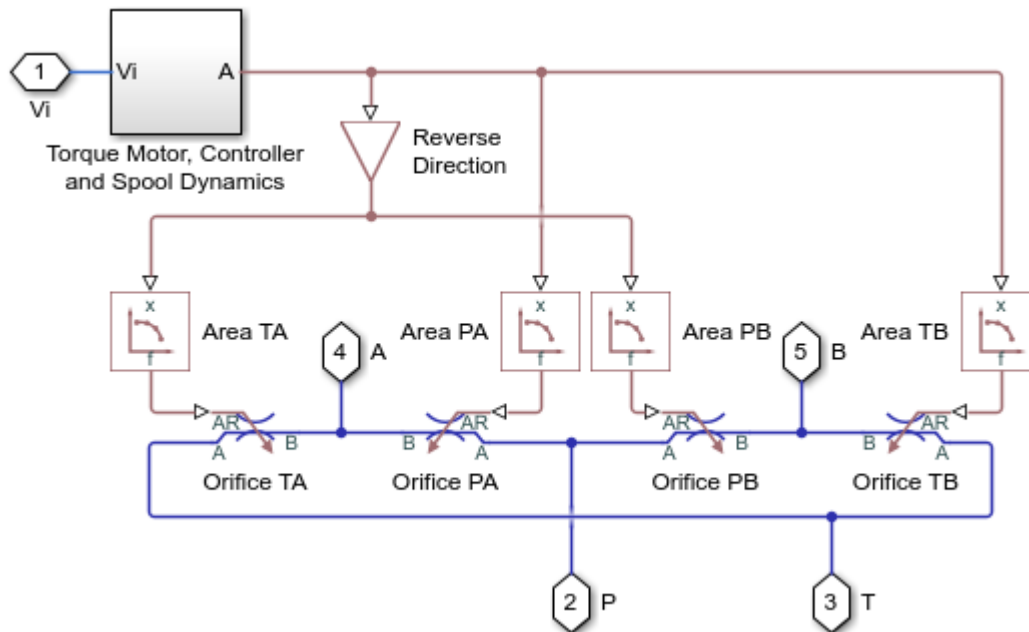 1
Vi
Vi
A
Torque Motor, Controller
and Spool Dynamics
Reverse
Direction
x
f
Area TA
4
A
Area PA
x
f
x
f
Area PB
5
B
Area TB
x
f
AR
A
B
Orifice TA
B
AR
A
Orifice PA
AR
A
B
Orifice PB
B
AR
A
Orifice TB
2
P
3
T